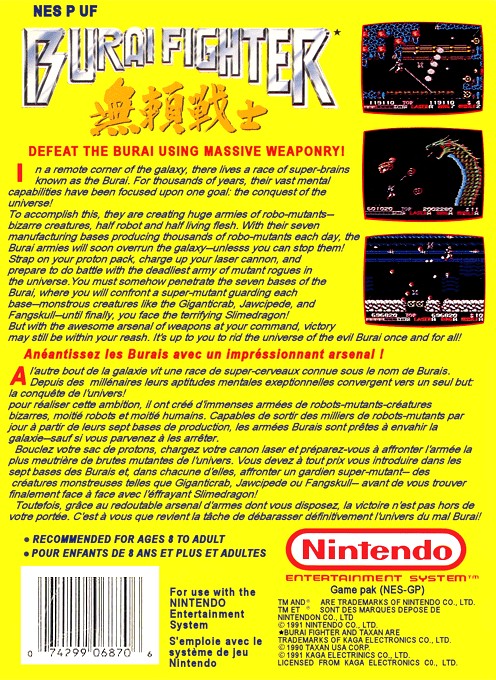 NES P UF
BURAI FIGHTER★
無頼戦士
DEFEAT THE BURAI USING MASSIVE WEAPONRY!
In a remote corner of the galaxy, there lives a race of super-brains
known as the Burai. For thousands of years, their vast mental
capabilities have been focused upon one goal: the conquest of the
universe!
To accomplish this, they are creating huge armies of robo-mutants—
bizarre creatures, half robot and half living flesh. With their seven
manufacturing bases producing thousands of robo-mutants each day, the
Burai armies will soon overrun the galaxy—unlesss you can stop them!
Strap on your proton pack, charge up your laser cannon, and
prepare to do battle with the deadliest army of mutant rogues in
the universe.You must somehow penetrate the seven bases of the
Burai, where you will confront a super-mutant guarding each
base—monstrous creatures like the Giganticrab, Jawcipede, and
Fangskull—until finally, you face the terrifying Slimedragon!
But with the awesome arsenal of weapons at your command, victory
may still be within your reash. It's up to you to rid the universe of the evil Burai once and for all!
Anéantissez les Burais avec un impréssionnant arsenal !
A l'autre bout de la galaxie vit une race de super-cerveaux connue sous le nom de Burais.
Depuis des millénaires leurs aptitudes mentales exeptionnelles convergent vers un seul but:
la conquête de l'univers!
pour réaliser cette ambition, il ont créé d'immenses armées de robots-mutants-créatures
bizarres, moitié robots et moitié humains. Capables de sortir des milliers de robots-mutants par
jour à partir de leurs sept bases de production, les armées Burais sont prêtes à envahir la
galaxie—sauf si vous parvenez à les arrêter.
Bouclez votre sac de protons, chargez votre canon laser et préparez-vous à affronter l'armée la
plus meutrière de brutes mutantes de l'univers. Vous devez à tout prix vous introduire dans les
sept bases des Burais et, dans chacune d'elles, affronter un gardien super-mutant— des
créatures monstreuses telles que Giganticrab, Jawcipede ou Fangskull— avant de vous trouver
finalement face à face avec l'éffrayant Slimedragon!
Toutefois, grâce au redoutable arsenal d'armes dont vous disposez, la victoire n'est pas hors de
votre portée. C'est à vous que revient la tâche de débarasser définitivement l'univers du mal Burai!
• RECOMMENDED FOR AGES 8 TO ADULT
• POUR ENFANTS DE 8 ANS ET PLUS ET ADULTES
Nintendo
ENTERTAINMENT SYSTEM™
Game pak (NES-GP)
For use with the
NINTENDO
Entertainment
System
S'emploie avec le
système de jeu
Nintendo
0 74299 06870 6
TM AND® ARE TRADEMARKS OF NINTENDO CO., LTD.
TM ET ® SONT DES MARQUES DEPOSE DE
NINTENDON CO., LTD
© 1991 NINTENDO CO., LTD.
★BURAI FIGHTER AND TAXAN ARE
TRADEMARKS OF KAGA ELECTRONICS CO., LTD.
© 1990 TAXAN USA CORP.
© 1991 KAGA ELECTRINICS CO., LTD.
LICENSED FROM KAGA ELECTRONICS CO., LTD.